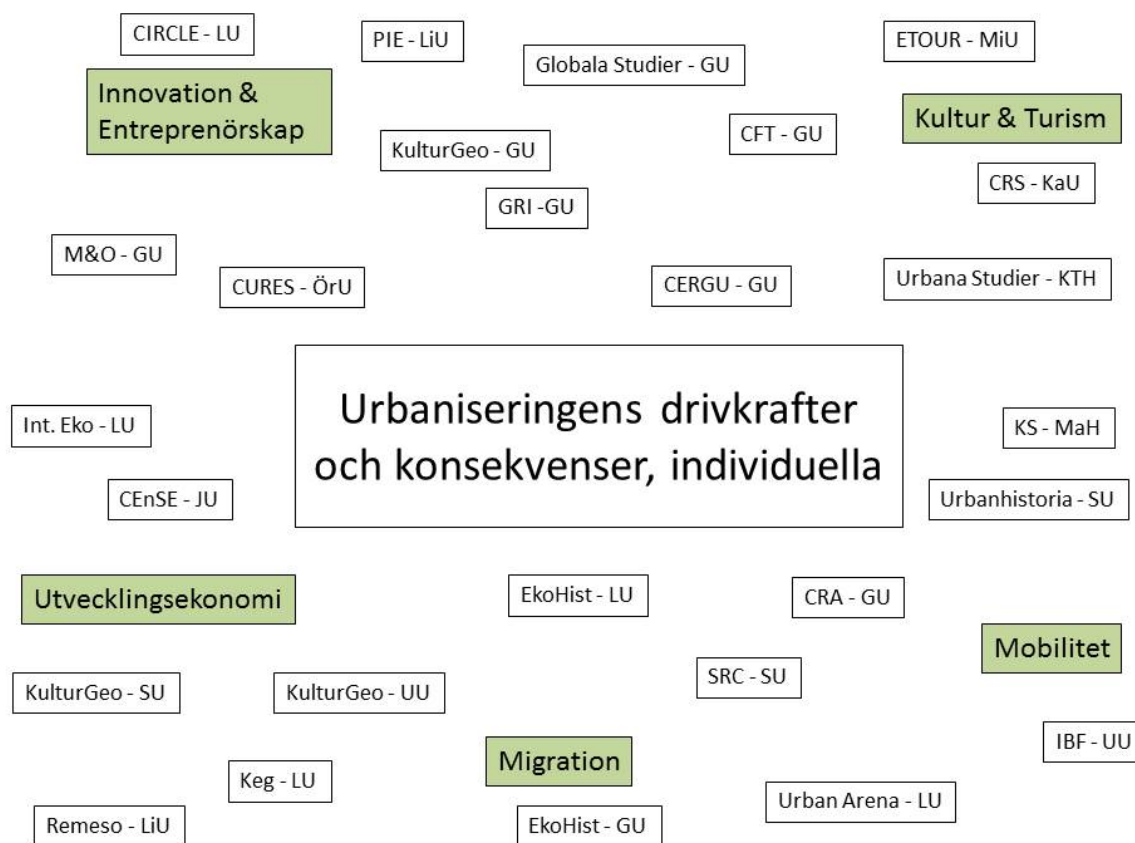 CIRCLE - LU
PIE - LiU
Globala Studier - GU
ETOUR - MiU
Innovation &
Entreprenörskap
Kultur & Turism
KulturGeo - GU
CFT - GU
CRS - KaU
GRI -GU
M&O - GU
CURES - ÖrU
CERGU - GU
Urbana Studier - KTH
Urbaniseringens drivkrafter
och konsekvenser, individuella
Int. Eko - LU
KS - MaH
CEnSE - JU
Urbanhistoria - SU
Utvecklingsekonomi
EkoHist - LU
CRA - GU
Mobilitet
KulturGeo - SU
KulturGeo - UU
SRC - SU
IBF - UU
Migration
Keg - LU
Urban Arena - LU
Remeso - LiU
EkoHist - GU